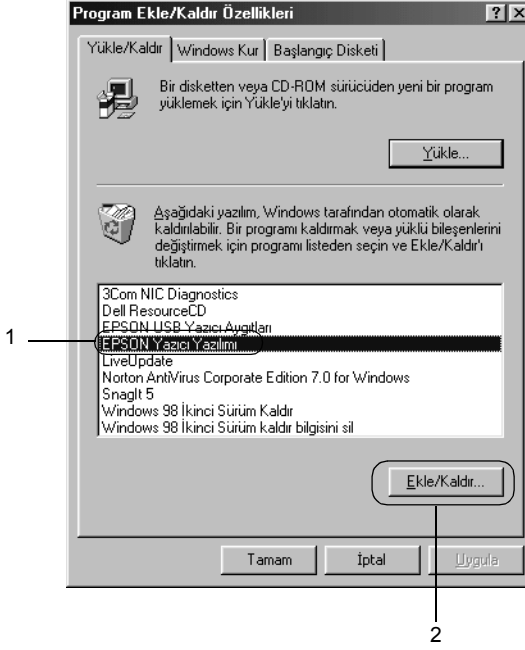 Program Ekle/Kaldır Özellikleri
Yükle/Kaldır
Windows Kur
Başlangıç Disketi
Bir disketten veya CD-ROM sürücüden yeni bir program
yüklemek için Yükle'yi tıklatın.
Yükle...
Aşağıdaki yazılım, Windows tarafından otomatik olarak
kaldırılabilir. Bir programı kaldırmak veya yüklü bileşenlerini
değiştirmek için programı listeden seçin ve Ekle/Kaldır'ı
tıklatın.
3Com NIC Diagnostics
Dell ResourceCD
EPSON USB Yazıcı Aygıtları
1
EPSON Yazıcı Yazılımı
LiveUpdate
Norton AntiVirus Corporate Edition 7.0 for Windows
SnagIt 5
Windows 98 İkinci Sürüm Kaldır
Windows 98 İkinci Sürüm kaldır bilgisini sil
Ekle/Kaldır...
Tamam
İptal
Uygula
2